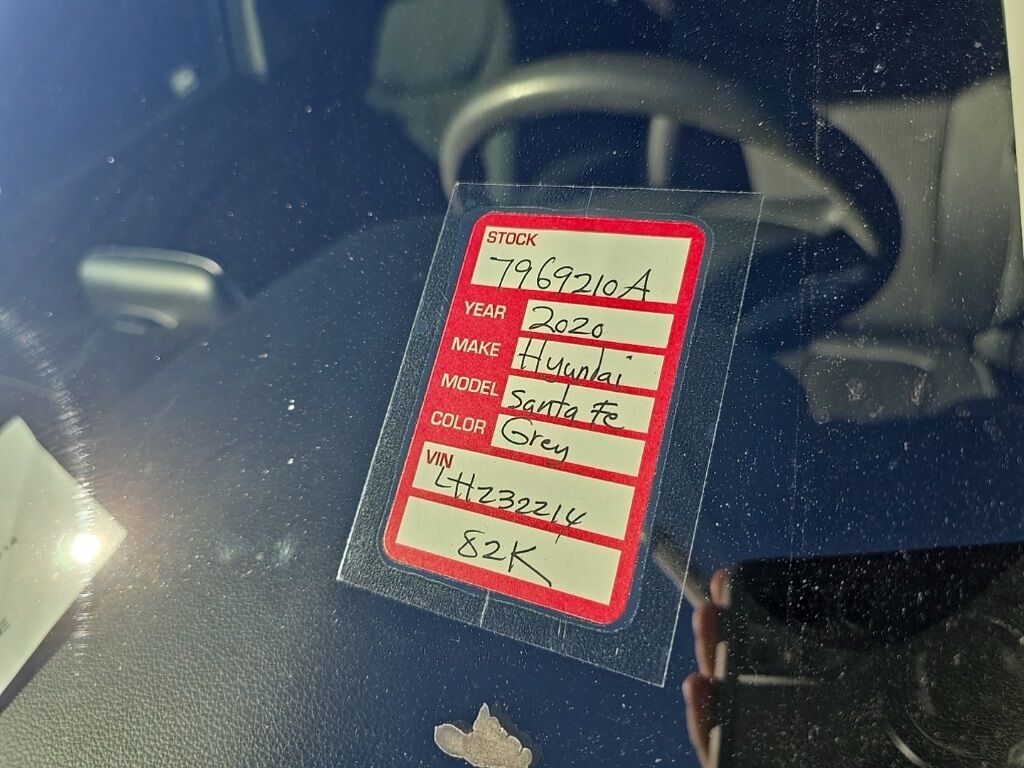 STOCK
7969210A
YEAR 2020
MAKE Hyundai
MODEL Santa Fe
COLOR Grey
VIN
LH232214
82K